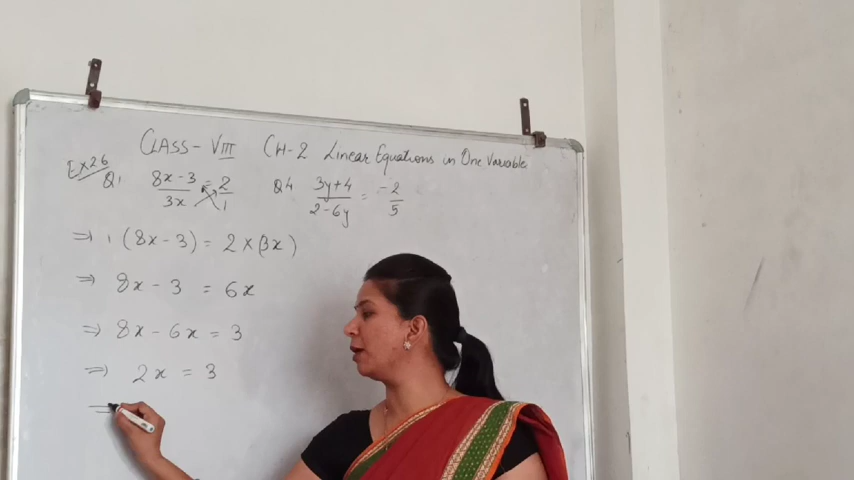 CLASS-VIII CH-2 Linear Equations in One Variable
Ex 2.6
Q1 (8x-3)/(3x) = 2/1 Q4 (3y+4)/(2-6y) = -2/5
⇒ 1(8x-3) = 2×(3x)
⇒ 8x - 3 = 6x
⇒ 8x - 6x = 3
⇒ 2x = 3
=